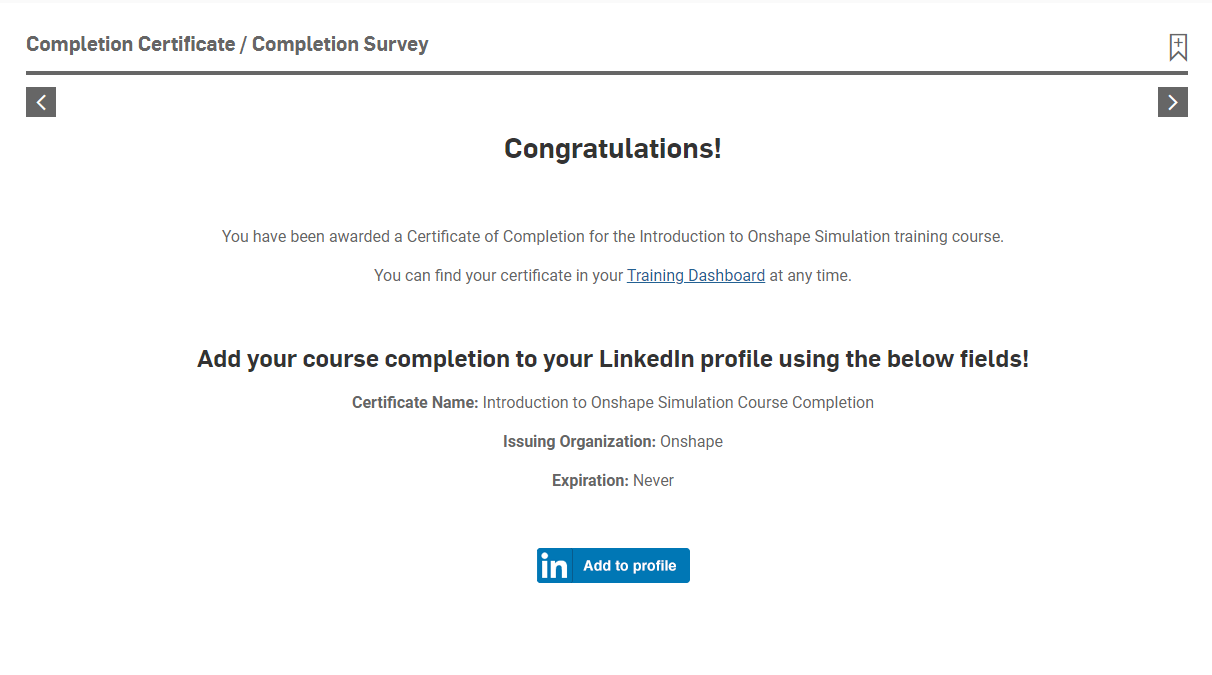 Completion Certificate / Completion Survey
Congratulations!
You have been awarded a Certificate of Completion for the Introduction to Onshape Simulation training course.
You can find your certificate in your Training Dashboard at any time.
Add your course completion to your LinkedIn profile using the below fields!
Certificate Name: Introduction to Onshape Simulation Course Completion
Issuing Organization: Onshape
Expiration: Never
in Add to profile